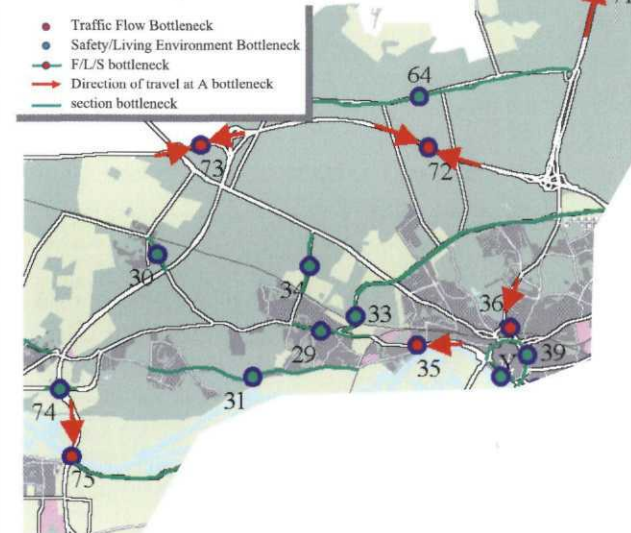 Traffic Flow Bottleneck
Safety/Living Environment Bottleneck
F/L/S bottleneck
Direction of travel at A bottleneck
section bottleneck
64
73
72
30
34
36
33
29
35
39
V
31
74
75